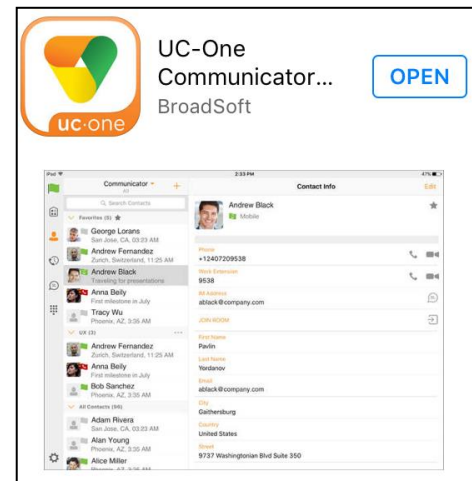 UC-One
Communicator...
BroadSoft
OPEN
uc·one
iPad
2:33 PM
47%
Communicator
All
+
Contact Info
Edit
Search Contacts
Favorites (5)
George Lorans
San Jose, CA, 03:23 AM
Andrew Fernandez
Zurich, Switzerland, 11:25 AM
Andrew Black
Traveling for presentations
Anna Beily
First milestone in July
Tracy Wu
Phoenix, AZ, 3:35 AM
UX (3)
Andrew Fernandez
Zurich, Switzerland, 11:25 AM
Anna Beily
First milestone in July
Bob Sanchez
Phoenix, AZ, 3:35 AM
All Contacts (98)
Adam Rivera
San Jose, CA, 03:23 AM
Alan Young
Phoenix, AZ, 3:35 AM
Alice Miller
Phoenix, AZ, 3:35 AM
Andrew Black
Mobile
Phone
+12407209538
Work Extension
9538
IM Address
ablack@company.com
JOIN ROOM
First Name
Pavlin
Last Name
Yordanov
Email
ablack@company.com
City
Gaithersburg
Country
United States
Street
9737 Washingtonian Blvd Suite 350